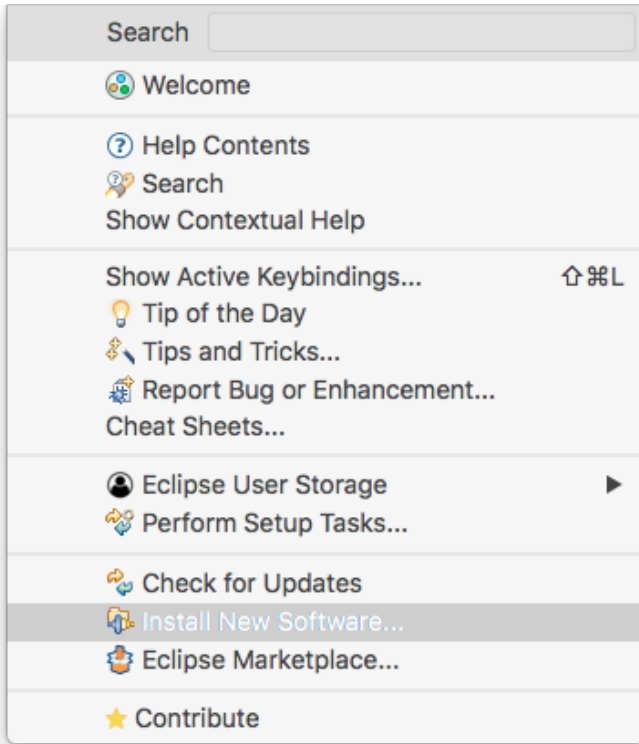 Search
Welcome
Help Contents
Search
Show Contextual Help
Show Active Keybindings... ⇧⌘L
Tip of the Day
Tips and Tricks...
Report Bug or Enhancement...
Cheat Sheets...
Eclipse User Storage
Perform Setup Tasks...
Check for Updates
Install New Software...
Eclipse Marketplace...
Contribute